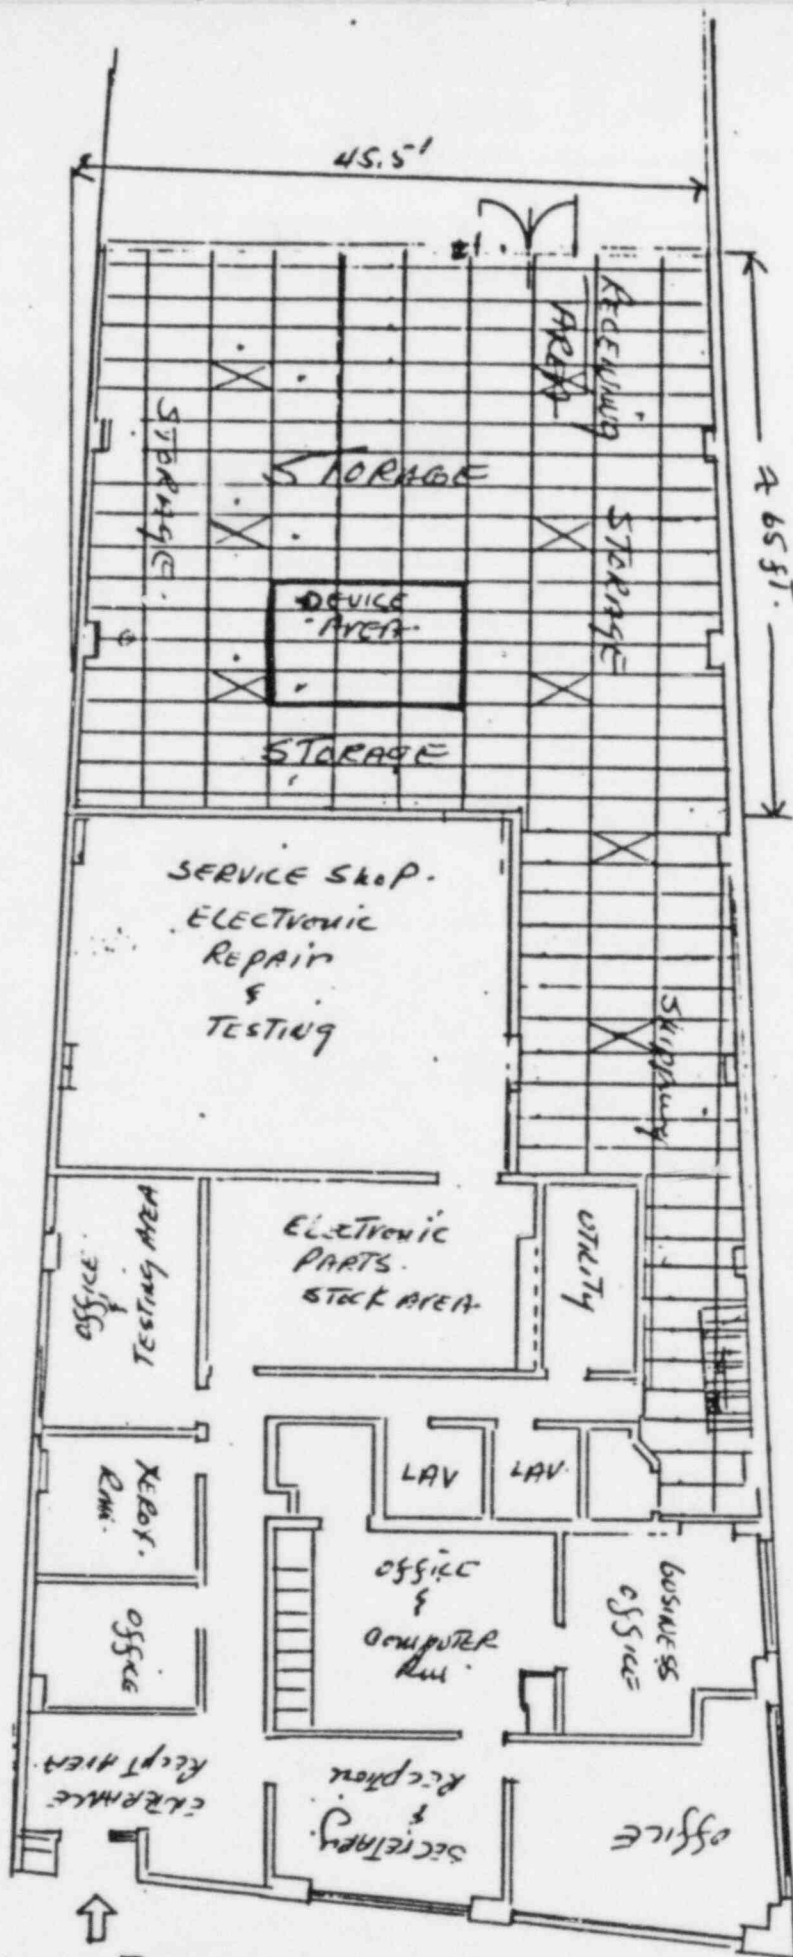 45.5'
RECEIVING
AREA
STORAGE
STORAGE
STORAGE
± 65 ft.
DEVICE
AREA
STORAGE
SERVICE SHOP.
ELECTronic
REPAIR
&
TESTING
SHIPPING
TESTING AREA
&
OFFICE
ELECTronic
PARTS.
STOCK AREA
UTILITY
XEROX.
Rm.
LAV
LAV.
OFFICE
&
COMPUTER
Rm.
BUSINESS
OFFICE
OFFICE
ENTRANCE
RECPT AREA
SECRETARY
&
Reception
OFFICE